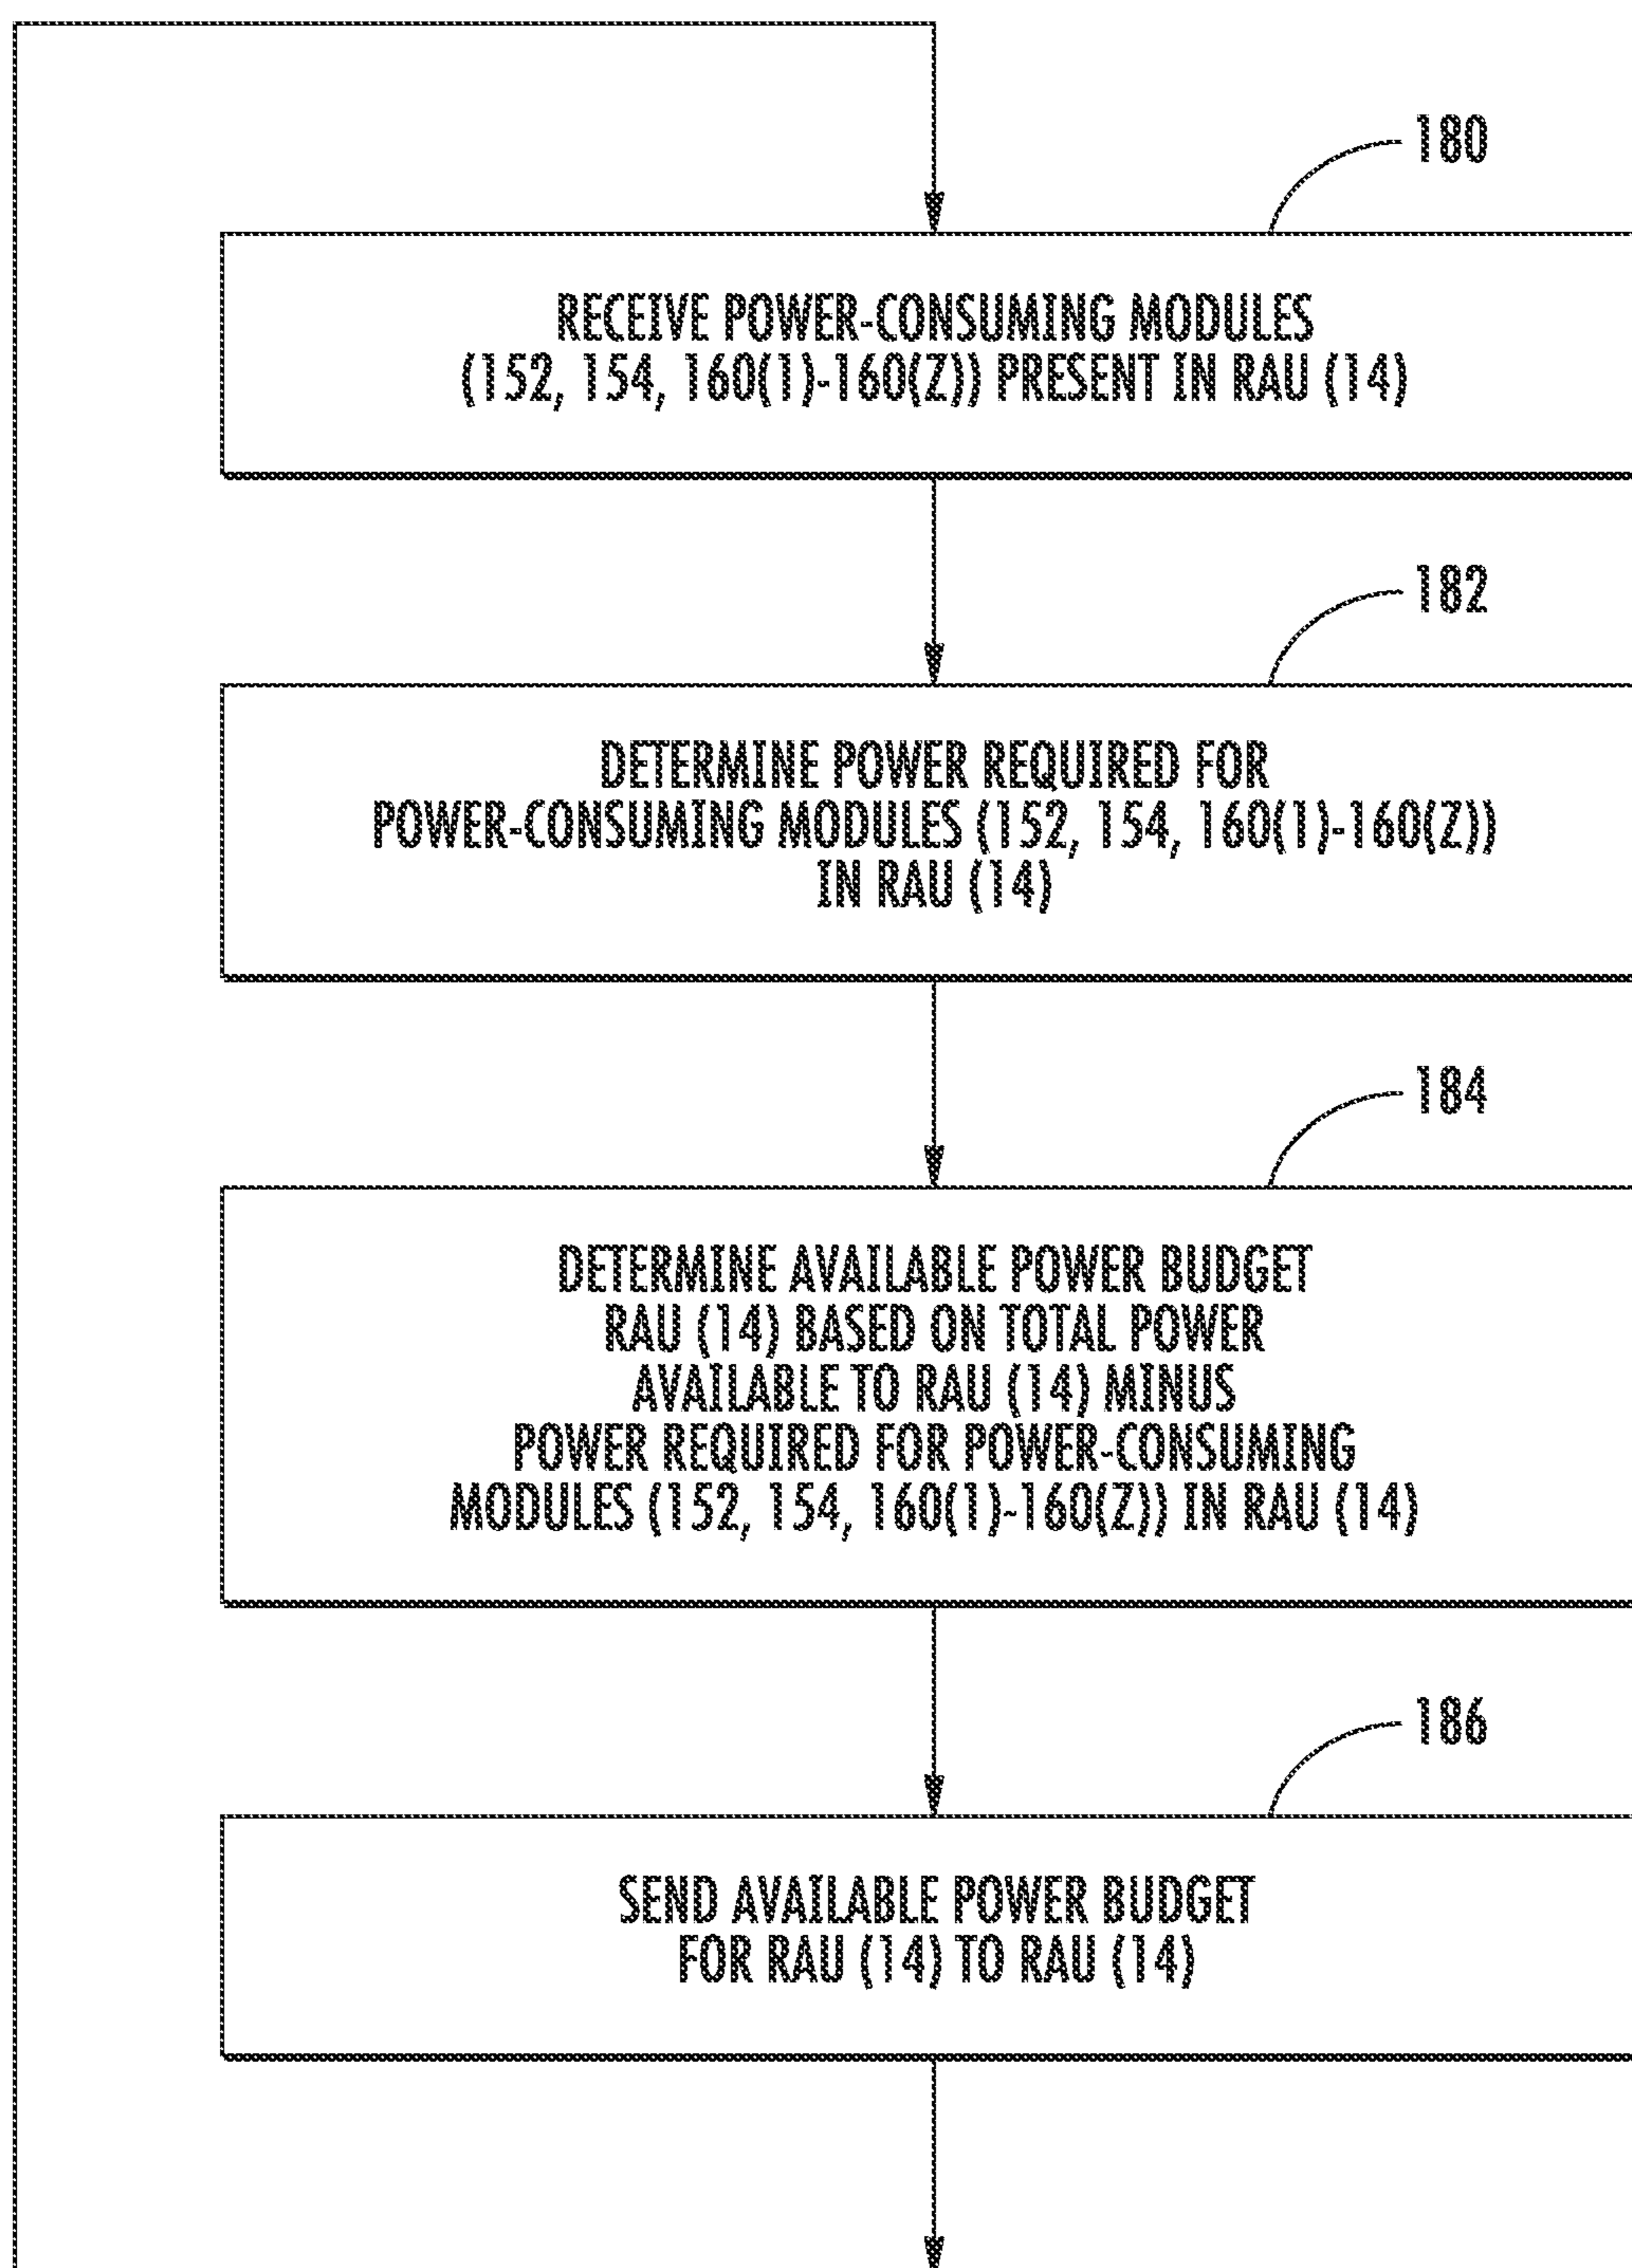 180
RECEIVE POWER-CONSUMING MODULES
(152, 154, 160(1)-160(Z)) PRESENT IN RAU (14)
182
DETERMINE POWER REQUIRED FOR
POWER-CONSUMING MODULES (152, 154, 160(1)-160(Z))
IN RAU (14)
184
DETERMINE AVAILABLE POWER BUDGET
RAU (14) BASED ON TOTAL POWER
AVAILABLE TO RAU (14) MINUS
POWER REQUIRED FOR POWER-CONSUMING
MODULES (152, 154, 160(1)-160(Z)) IN RAU (14)
186
SEND AVAILABLE POWER BUDGET
FOR RAU (14) TO RAU (14)